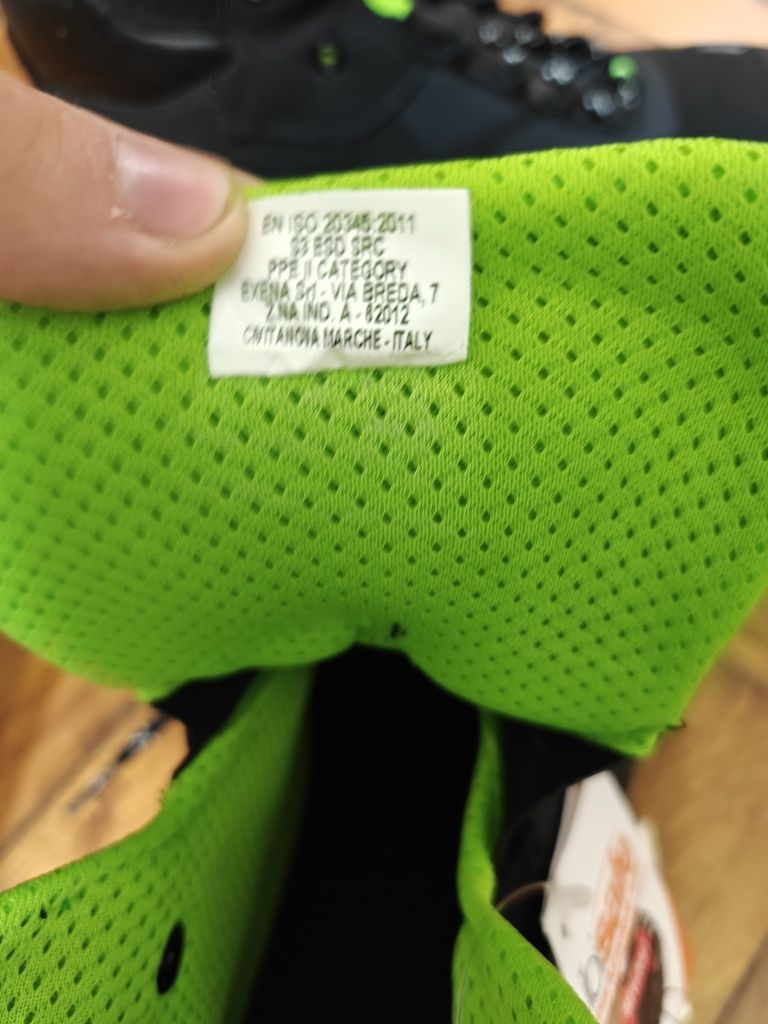 EN ISO 20345:2011
S3 ESD SRC
PPE II CATEGORY
EXENA Srl - VIA BREDA, 7
Z.NA IND. A - 62012
CIVITANOVA MARCHE - ITALY